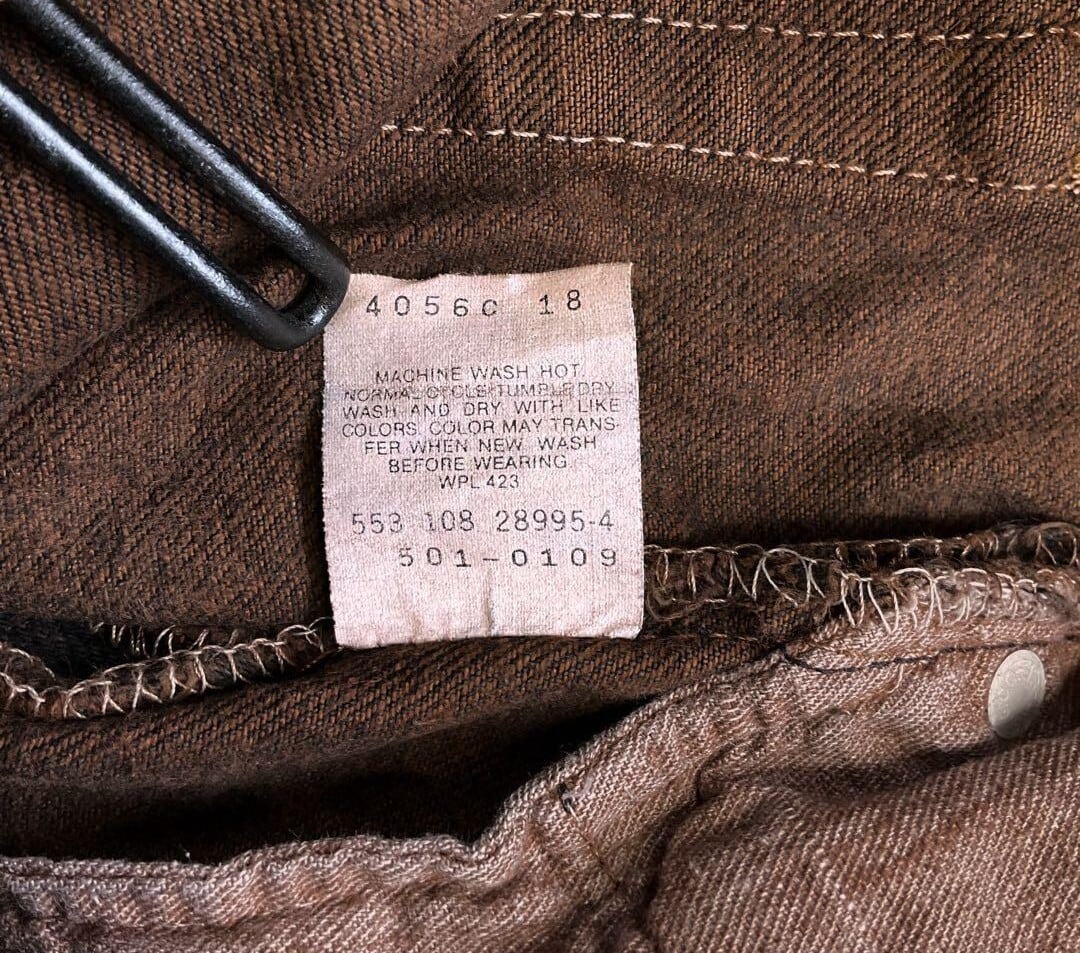 4056C 18
MACHINE WASH HOT
NORMAL CYCLE TUMBLE DRY
WASH AND DRY WITH LIKE
COLORS. COLOR MAY TRANS-
FER WHEN NEW. WASH
BEFORE WEARING
WPL 423
553 108 28995-4
501-0109